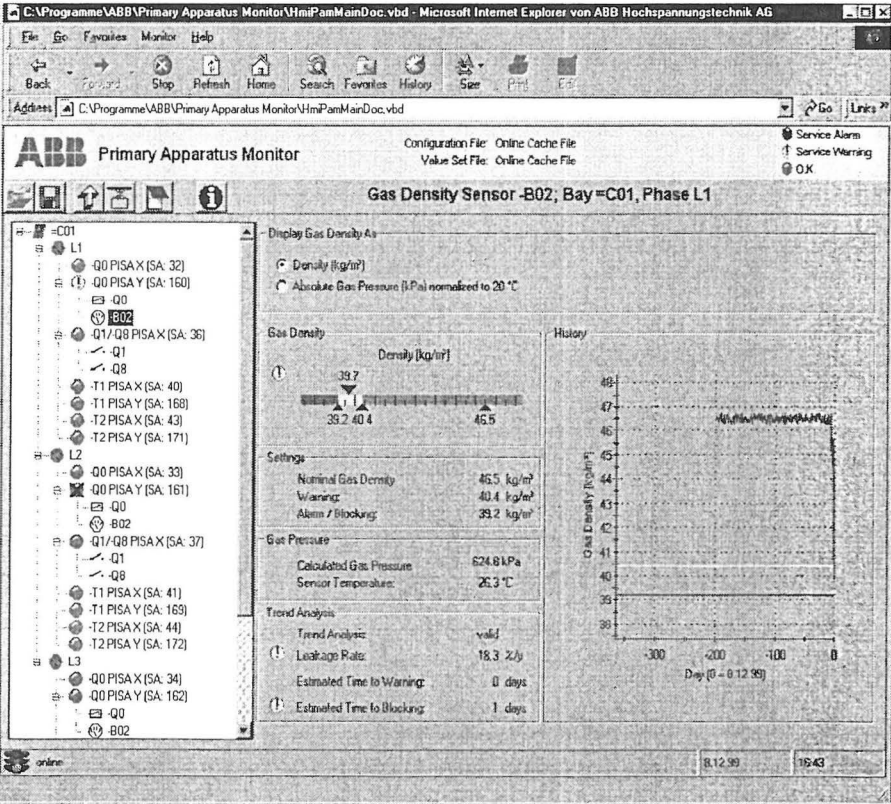 C:\Programme\ABB\Primary Apparatus Monitor\HmiPamMainDoc.vbd - Microsoft Internet Explorer von ABB Hochspannungstechnik AG
File Go Favourites Monitor Help
Back Forward Stop Refresh Home Search Favorites History Size Print Edit
Address C:\Programme\ABB\Primary Apparatus Monitor\HmiPamMainDoc.vbd Go Links
ABB Primary Apparatus Monitor
Configuration File: Online Cache File
Value Set File: Online Cache File
Service Alarm
Service Warning
O.K
Gas Density Sensor -B02; Bay =C01, Phase L1
=C01
L1
-Q0 PISA X (SA: 32)
-Q0 PISA Y (SA: 160)
-Q0
-B02
-Q1/-Q8 PISA X (SA: 36)
-Q1
-Q8
-T1 PISA X (SA: 40)
-T1 PISA Y (SA: 168)
-T2 PISA X (SA: 43)
-T2 PISA Y (SA: 171)
L2
-Q0 PISA X (SA: 33)
-Q0 PISA Y (SA: 161)
-Q0
-B02
-Q1/-Q8 PISA X (SA: 37)
-Q1
-Q8
-T1 PISA X (SA: 41)
-T1 PISA Y (SA: 169)
-T2 PISA X (SA: 44)
-T2 PISA Y (SA: 172)
L3
-Q0 PISA X (SA: 34)
-Q0 PISA Y (SA: 162)
-Q0
-B02
Display Gas Density As
Density [kg/m³]
Absolute Gas Pressure [kPa] normalized to 20 °C
Gas Density
Density [kg/m³]
39.7
39.2 40.4 46.5
Settings
Nominal Gas Density 46.5 kg/m³
Warning: 40.4 kg/m³
Alarm / Blocking: 39.2 kg/m³
Gas Pressure
Calculated Gas Pressure 624.8 kPa
Sensor Temperature: 26.3 °C
Trend Analysis
Trend Analysis: valid
Leakage Rate: 18.3 %/y
Estimated Time to Warning: 0 days
Estimated Time to Blocking: 1 days
History
Gas Density [kg/m³]
48
47
46
45
44
43
42
41
40
39
38
-300 -200 -100 0
Day [0 = 8.12.99]
online 8.12.99 16:43